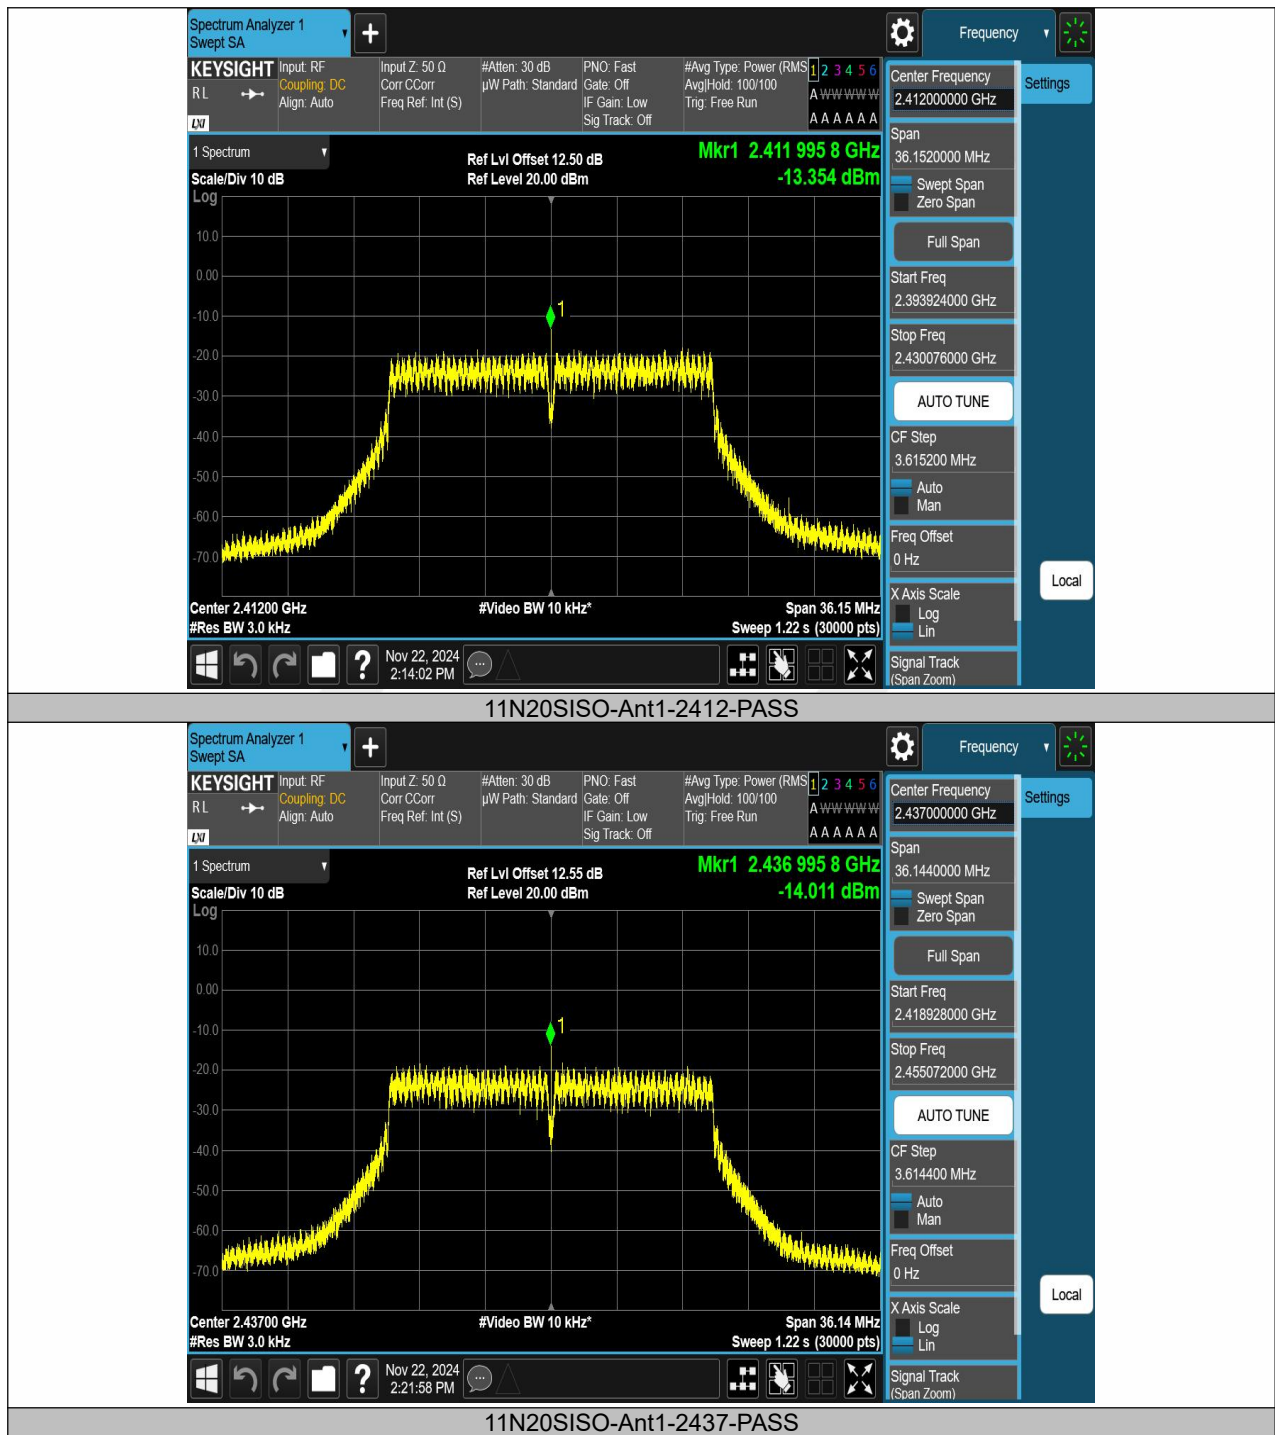 Spectrum Analyzer 1
Swept SA
+
Frequency
KEYSIGHT
RL
LXI
Input: RF
Coupling: DC
Align: Auto
Input Z: 50 Ω
Corr CCorr
Freq Ref: Int (S)
#Atten: 30 dB
µW Path: Standard
PNO: Fast
Gate: Off
IF Gain: Low
Sig Track: Off
#Avg Type: Power (RMS
Avg|Hold: 100/100
Trig: Free Run
1 2 3 4 5 6
A W W W W W
A A A A A A
Center Frequency
2.412000000 GHz
Settings
Span
36.1520000 MHz
Swept Span
Zero Span
Full Span
Start Freq
2.393924000 GHz
Stop Freq
2.430076000 GHz
AUTO TUNE
CF Step
3.615200 MHz
Auto
Man
Freq Offset
0 Hz
X Axis Scale
Log
Lin
Signal Track
(Span Zoom)
Local
1 Spectrum
Scale/Div 10 dB
Log
Ref Lvl Offset 12.50 dB
Ref Level 20.00 dBm
Mkr1 2.411 995 8 GHz
-13.354 dBm
10.0
0.00
-10.0
-20.0
-30.0
-40.0
-50.0
-60.0
-70.0
1
Center 2.41200 GHz
#Res BW 3.0 kHz
#Video BW 10 kHz*
Span 36.15 MHz
Sweep 1.22 s (30000 pts)
?
Nov 22, 2024
2:14:02 PM
11N20SISO-Ant1-2412-PASS
Spectrum Analyzer 1
Swept SA
+
Frequency
KEYSIGHT
RL
LXI
Input: RF
Coupling: DC
Align: Auto
Input Z: 50 Ω
Corr CCorr
Freq Ref: Int (S)
#Atten: 30 dB
µW Path: Standard
PNO: Fast
Gate: Off
IF Gain: Low
Sig Track: Off
#Avg Type: Power (RMS
Avg|Hold: 100/100
Trig: Free Run
1 2 3 4 5 6
A W W W W W
A A A A A A
Center Frequency
2.437000000 GHz
Settings
Span
36.1440000 MHz
Swept Span
Zero Span
Full Span
Start Freq
2.418928000 GHz
Stop Freq
2.455072000 GHz
AUTO TUNE
CF Step
3.614400 MHz
Auto
Man
Freq Offset
0 Hz
X Axis Scale
Log
Lin
Signal Track
(Span Zoom)
Local
1 Spectrum
Scale/Div 10 dB
Log
Ref Lvl Offset 12.55 dB
Ref Level 20.00 dBm
Mkr1 2.436 995 8 GHz
-14.011 dBm
10.0
0.00
-10.0
-20.0
-30.0
-40.0
-50.0
-60.0
-70.0
1
Center 2.43700 GHz
#Res BW 3.0 kHz
#Video BW 10 kHz*
Span 36.14 MHz
Sweep 1.22 s (30000 pts)
?
Nov 22, 2024
2:21:58 PM
11N20SISO-Ant1-2437-PASS